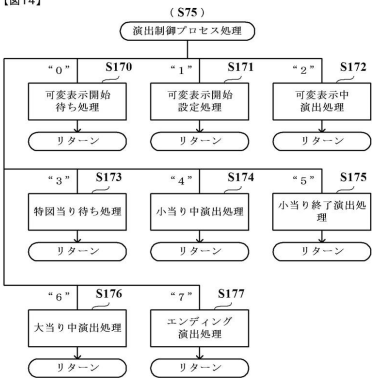 【図14】
(S75)
演出制御プロセス処理
“0” S170
可変表示開始
待ち処理
リターン
“1” S171
可変表示開始
設定処理
リターン
“2” S172
可変表示中
演出処理
リターン
“3” S173
特図当り待ち処理
リターン
“4” S174
小当り中演出処理
リターン
“5” S175
小当り終了演出処
理
リターン
“6” S176
大当り中演出処理
リターン
“7” S177
エンディング
演出処理
リターン